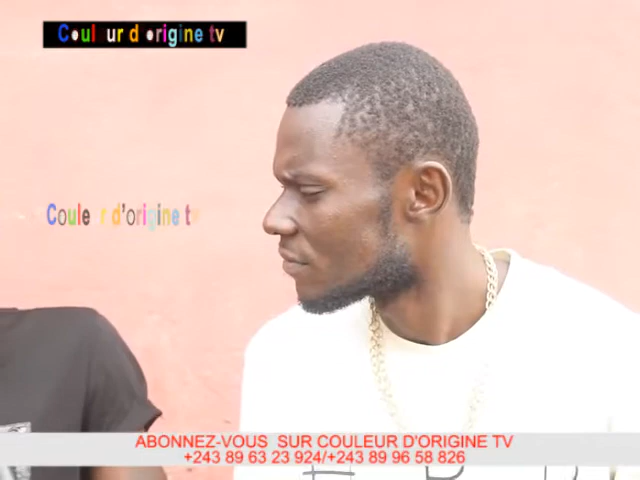 Couleur d'origine tv
Couleur d'origine tv
ABONNEZ-VOUS SUR COULEUR D'ORIGINE TV
+243 89 63 23 924/+243 89 96 58 826